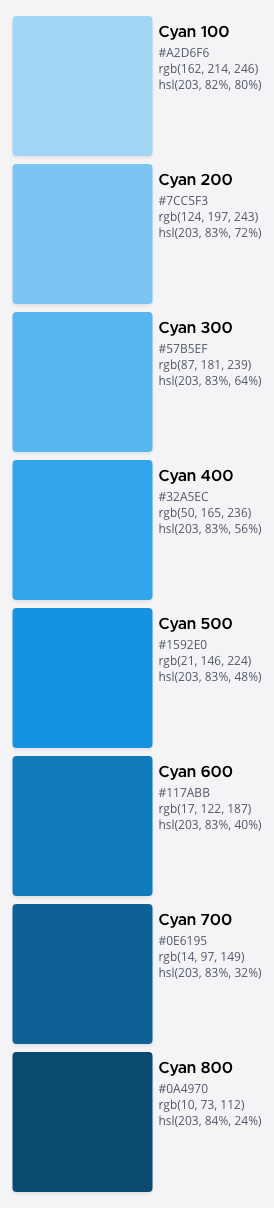 Cyan 100
#A2D6F6
rgb(162, 214, 246)
hsl(203, 82%, 80%)
Cyan 200
#7CC5F3
rgb(124, 197, 243)
hsl(203, 83%, 72%)
Cyan 300
#57B5EF
rgb(87, 181, 239)
hsl(203, 83%, 64%)
Cyan 400
#32A5EC
rgb(50, 165, 236)
hsl(203, 83%, 56%)
Cyan 500
#1592E0
rgb(21, 146, 224)
hsl(203, 83%, 48%)
Cyan 600
#117ABB
rgb(17, 122, 187)
hsl(203, 83%, 40%)
Cyan 700
#0E6195
rgb(14, 97, 149)
hsl(203, 83%, 32%)
Cyan 800
#0A4970
rgb(10, 73, 112)
hsl(203, 84%, 24%)